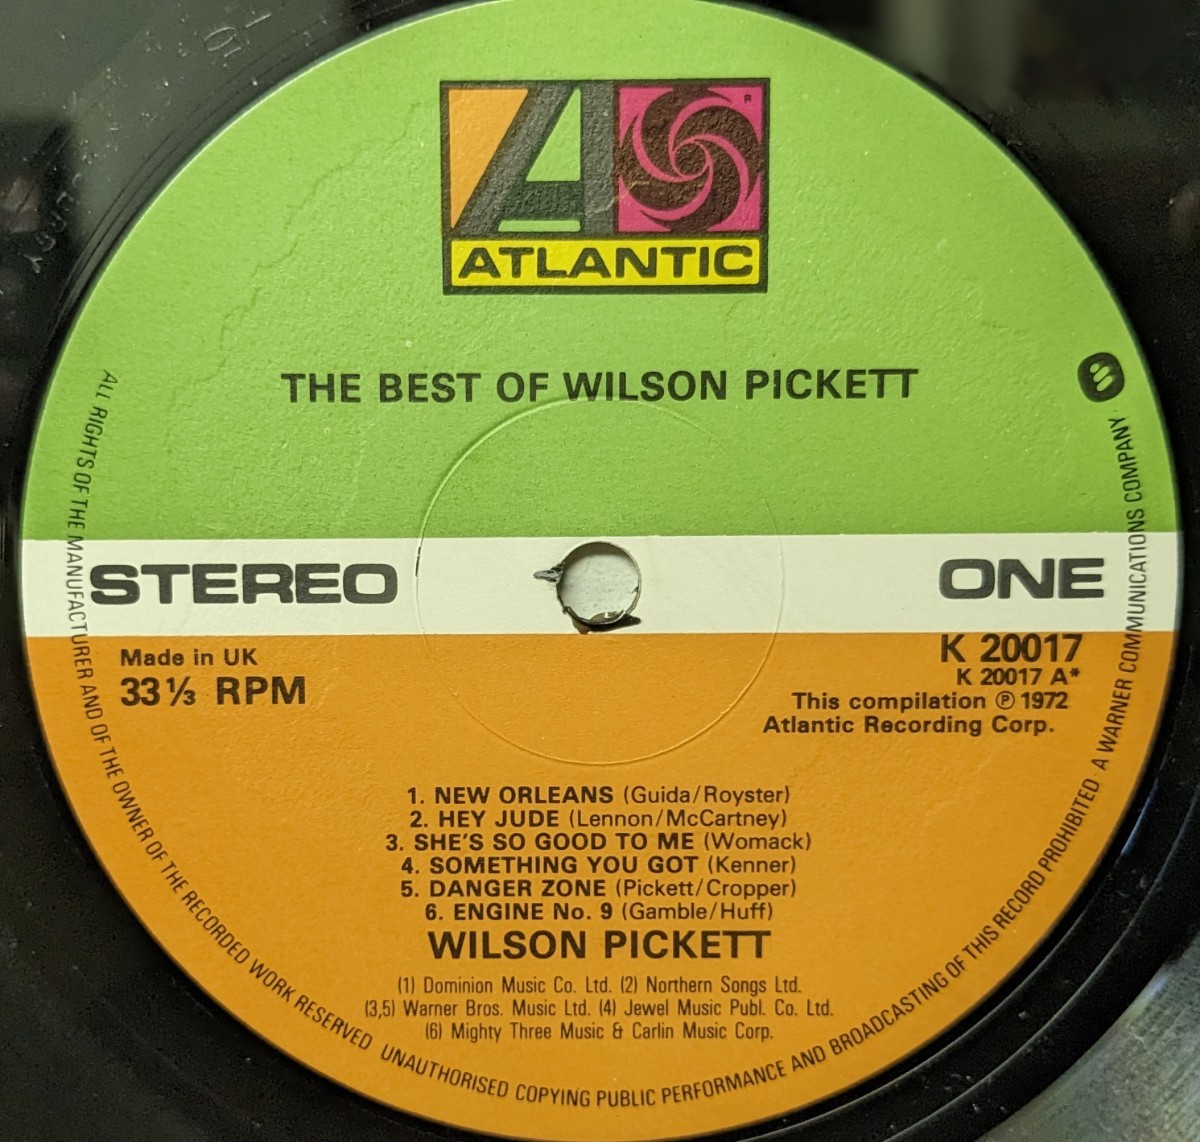 ATLANTIC
R
THE BEST OF WILSON PICKETT
STEREO
ONE
Made in UK
33⅓ RPM
K 20017
K 20017 A*
This compilation ℗ 1972
Atlantic Recording Corp.
1. NEW ORLEANS (Guida/Royster)
2. HEY JUDE (Lennon/McCartney)
3. SHE'S SO GOOD TO ME (Womack)
4. SOMETHING YOU GOT (Kenner)
5. DANGER ZONE (Pickett/Cropper)
6. ENGINE No. 9 (Gamble/Huff)
WILSON PICKETT
(1) Dominion Music Co. Ltd. (2) Northern Songs Ltd.
(3,5) Warner Bros. Music Ltd. (4) Jewel Music Publ. Co. Ltd.
(6) Mighty Three Music & Carlin Music Corp.
ALL RIGHTS OF THE MANUFACTURER AND OF THE OWNER OF THE RECORDED WORK RESERVED UNAUTHORISED COPYING PUBLIC PERFORMANCE AND BROADCASTING OF THIS RECORD PROHIBITED · A WARNER COMMUNICATIONS COMPANY ·